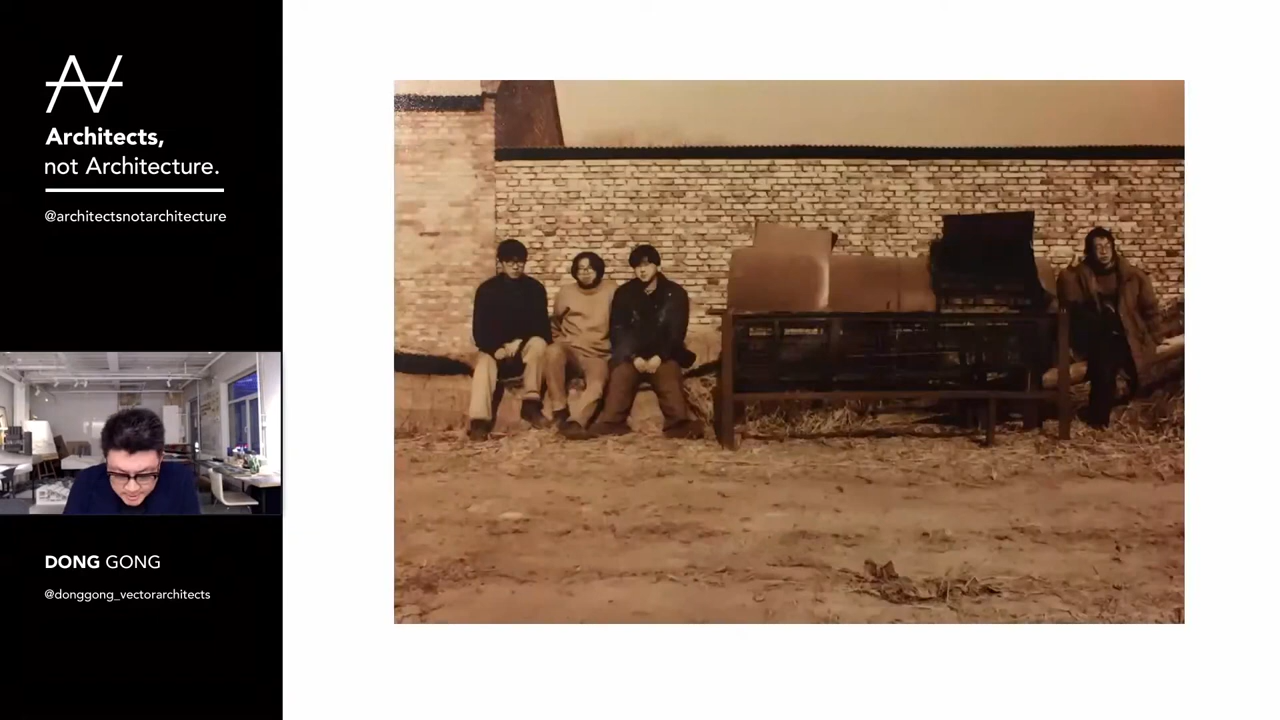 Architects,
not Architecture.
@architectsnotarchitecture
DONG GONG
@donggong_vectorarchitects